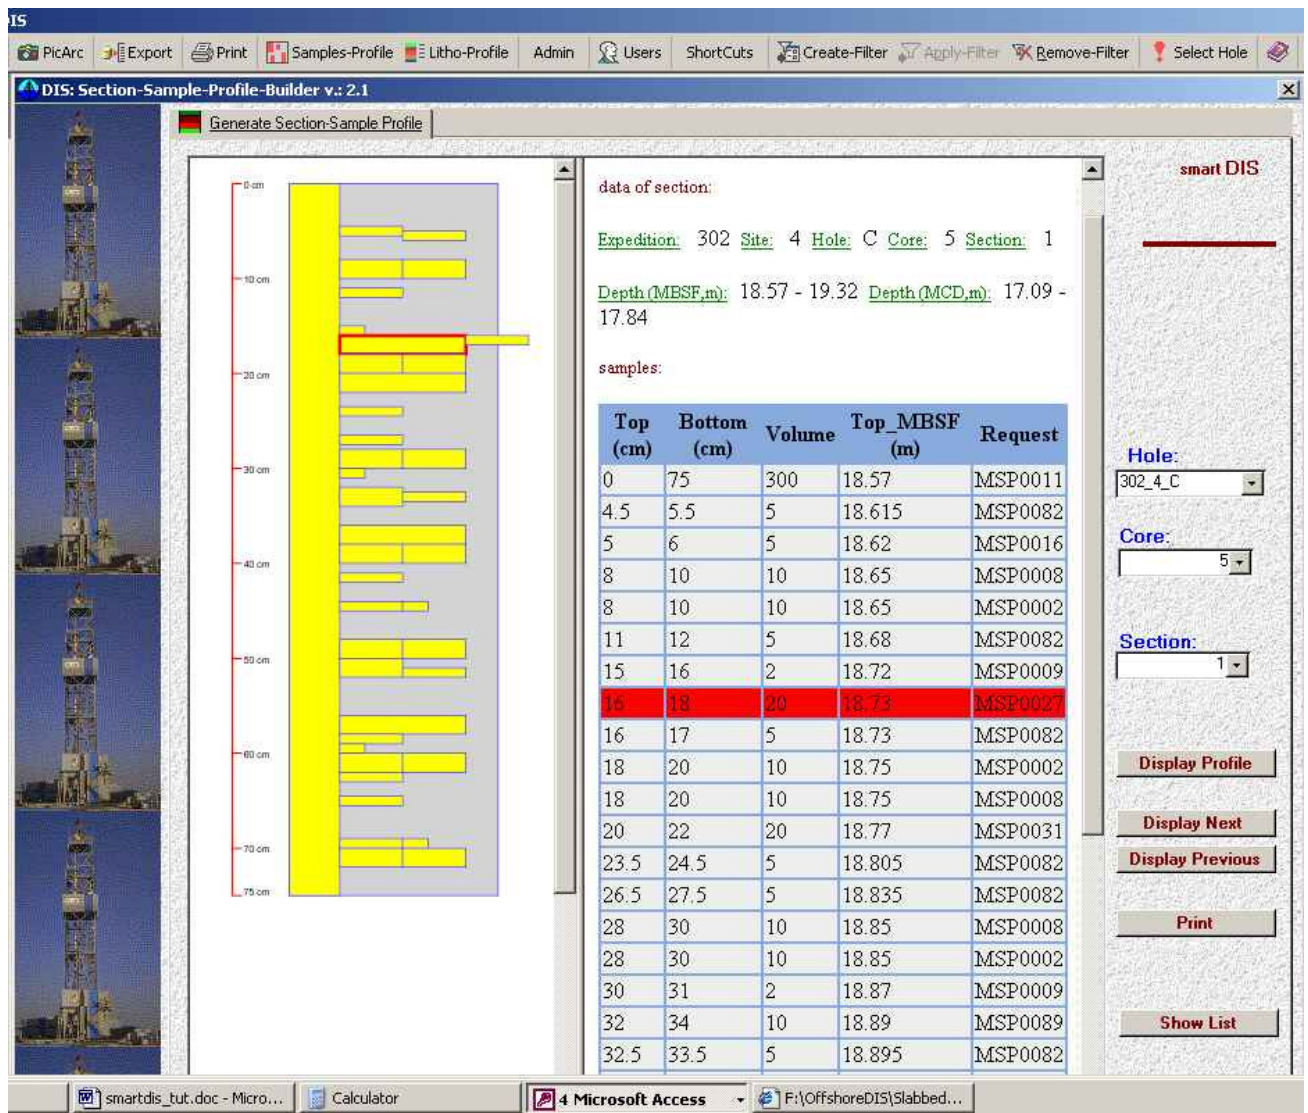 IS
PicArc Export Print Samples-Profile Litho-Profile Admin Users ShortCuts Create-Filter Apply-Filter Remove-Filter Select Hole
DIS: Section-Sample-Profile-Builder v.: 2.1
Generate Section-Sample Profile
0 cm
10 cm
20 cm
30 cm
40 cm
50 cm
60 cm
70 cm
75 cm
data of section:
Expedition: 302 Site: 4 Hole: C Core: 5 Section: 1
Depth (MBSF,m): 18.57 - 19.32 Depth (MCD,m): 17.09 -
17.84
samples:
Top (cm) Bottom (cm) Volume Top_MBSF (m) Request
0 75 300 18.57 MSP0011
4.5 5.5 5 18.615 MSP0082
5 6 5 18.62 MSP0016
8 10 10 18.65 MSP0008
8 10 10 18.65 MSP0002
11 12 5 18.68 MSP0082
15 16 2 18.72 MSP0009
16 18 20 18.73 MSP0027
16 17 5 18.73 MSP0082
18 20 10 18.75 MSP0002
18 20 10 18.75 MSP0008
20 22 20 18.77 MSP0031
23.5 24.5 5 18.805 MSP0082
26.5 27.5 5 18.835 MSP0082
28 30 10 18.85 MSP0008
28 30 10 18.85 MSP0002
30 31 2 18.87 MSP0009
32 34 10 18.89 MSP0089
32.5 33.5 5 18.895 MSP0082
smart DIS
Hole:
302_4_C
Core:
5
Section:
1
Display Profile
Display Next
Display Previous
Print
Show List
smartdis_tut.doc - Micro... Calculator 4 Microsoft Access F:\OffshoreDIS\Slabbed...